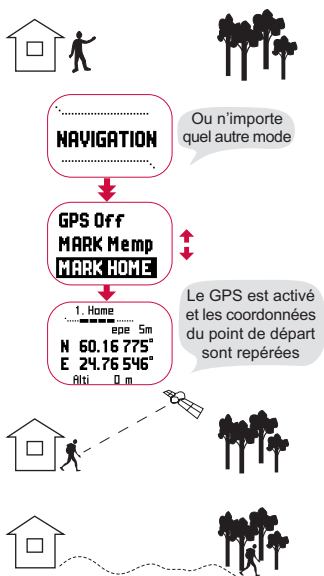 NAVIGATION
Ou n'importe
quel autre mode
GPS Off
MARK Memp
MARK HOME
1. Home
epe 5m
N 60.16 775°
E 24.76 546°
Alti 0 m
Le GPS est activé
et les coordonnées
du point de départ
sont repérées